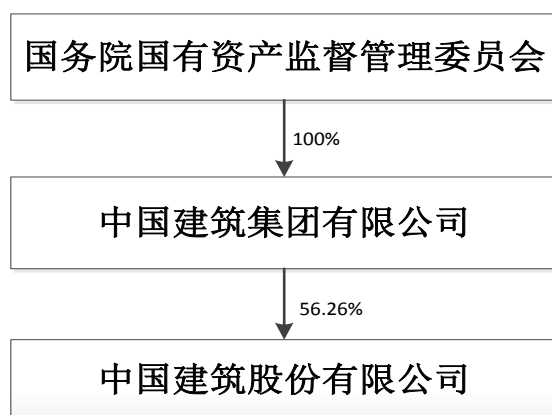 国务院国有资产监督管理委员会
100%
中国建筑集团有限公司
56.26%
中国建筑股份有限公司